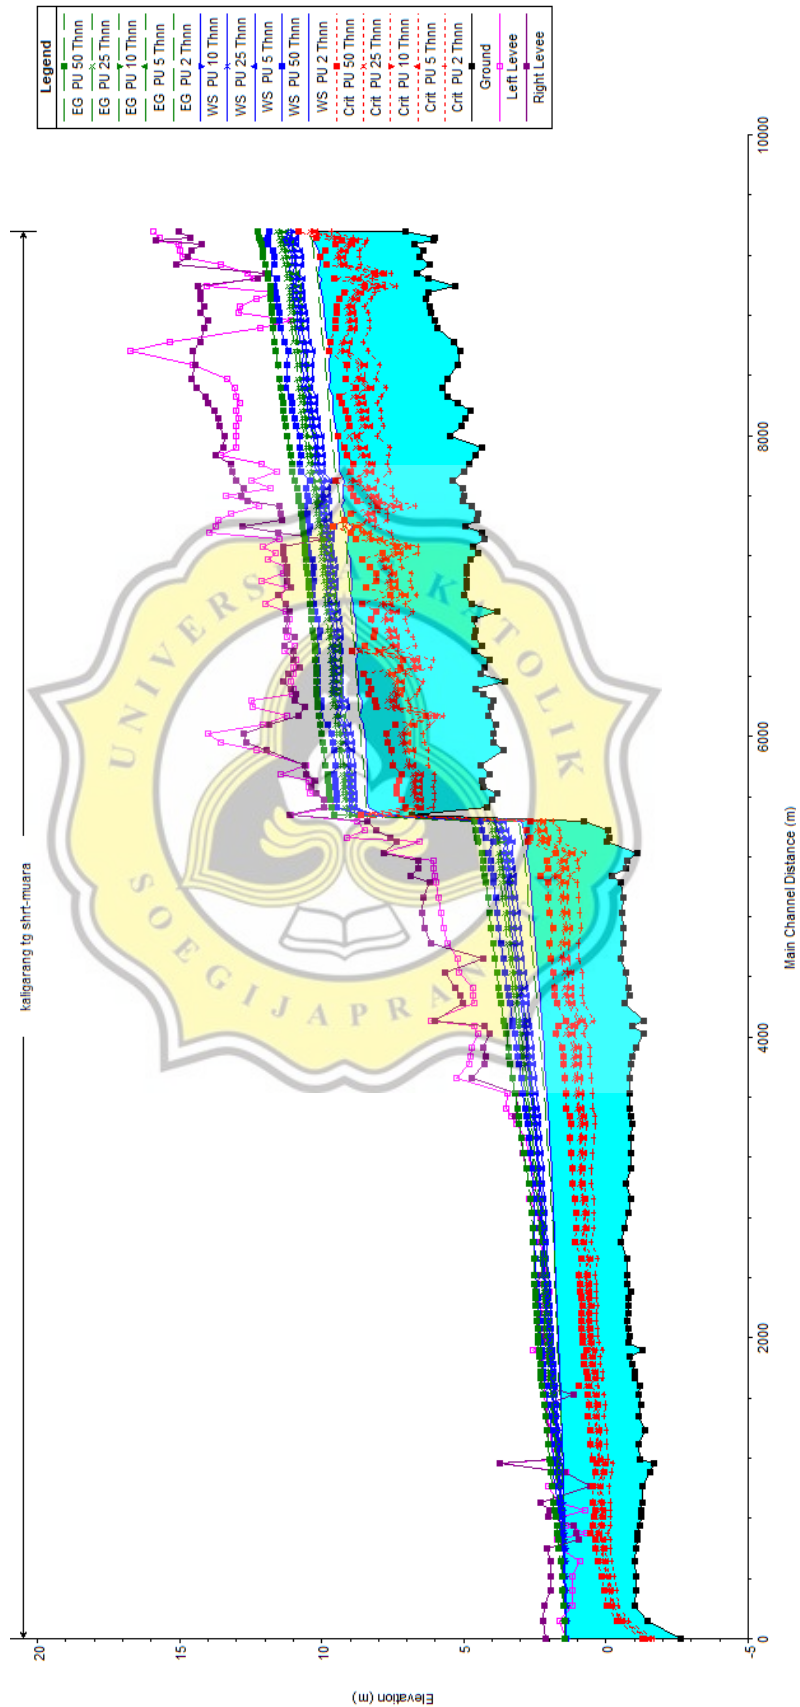 kaligarang tg shrt-muara
Legend
EG PU 50 Thnn
EG PU 25 Thnn
EG PU 10 Thnn
EG PU 5 Thnn
EG PU 2 Thnn
WS PU 10 Thnn
WS PU 25 Thnn
WS PU 5 Thnn
WS PU 50 Thnn
WS PU 2 Thnn
Crit PU 50 Thnn
Crit PU 25 Thnn
Crit PU 10 Thnn
Crit PU 5 Thnn
Crit PU 2 Thnn
Ground
Left Levee
Right Levee
Elevation (m)
20
15
10
5
0
-5
0
2000
4000
6000
8000
10000
Main Channel Distance (m)
UNIVERSITAS KATOLIK
SOEGIJAPRANATA